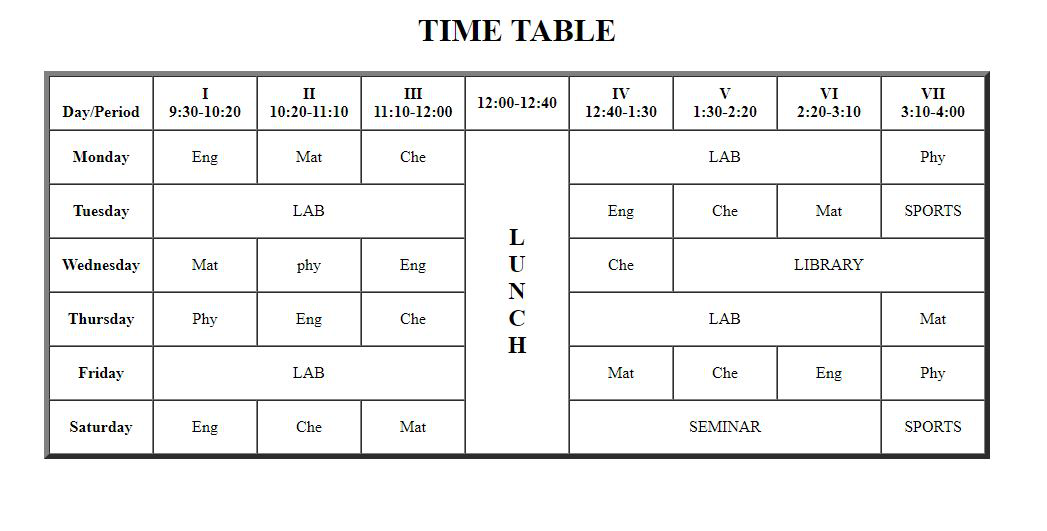 TIME TABLE
Day/Period I 9:30-10:20 II 10:20-11:10 III 11:10-12:00 12:00-12:40 IV 12:40-1:30 V 1:30-2:20 VI 2:20-3:10 VII 3:10-4:00
Monday Eng Mat Che LAB Phy
Tuesday LAB Eng Che Mat SPORTS
Wednesday Mat phy Eng Che LIBRARY
Thursday Phy Eng Che LAB Mat
Friday LAB Mat Che Eng Phy
Saturday Eng Che Mat SEMINAR SPORTS
L
U
N
C
H